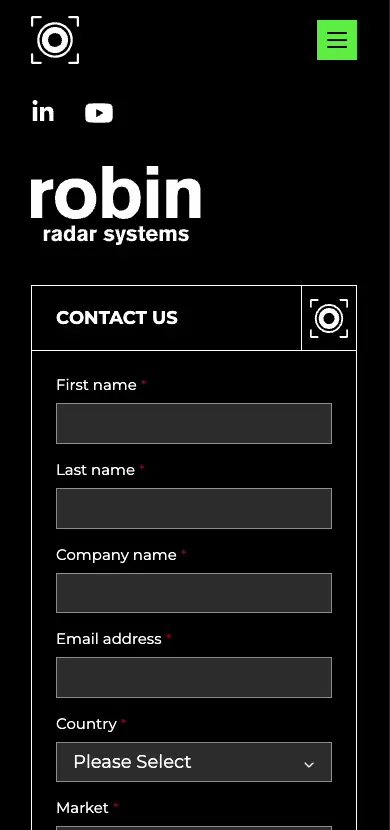 in
robin
radar systems
CONTACT US
First name *
Last name *
Company name *
Email address *
Country *
Please Select
Market *